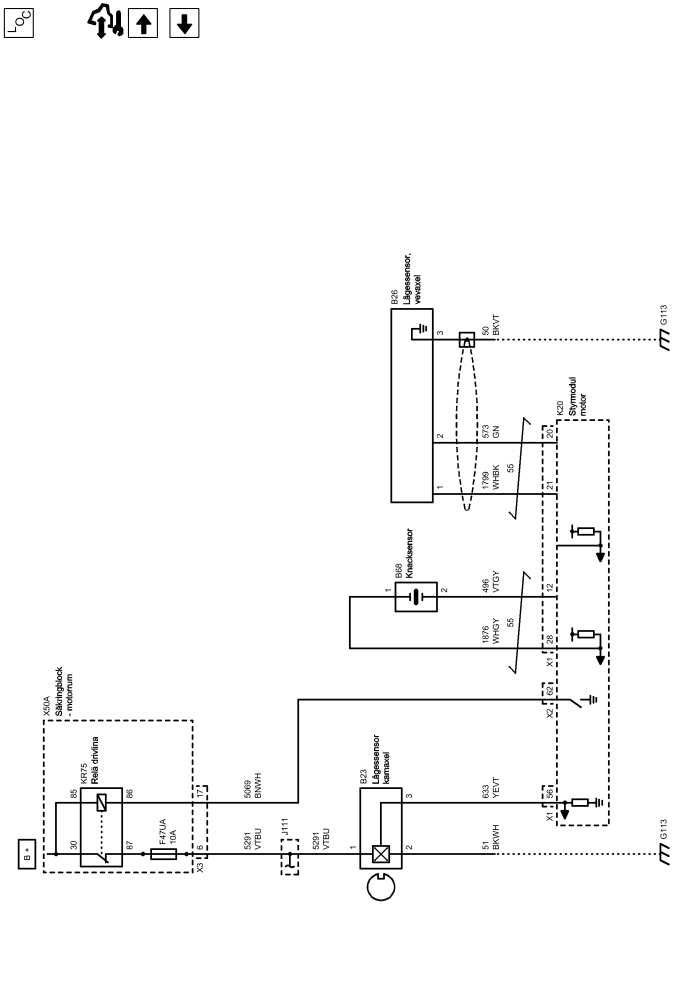 LOC
B26
Lägessensor,
vevaxel
3
2
1
50
BKVT
G113
573
GN
1799
WHBK
55
20
21
K20
Styrmodul
motor
B68
Knacksensor
1
2
496
VTGY
1876
WHGY
55
12
28
X1
62
X2
56
X1
X50A
Säkringblock
- motorrum
KR75
Relä drivlina
85
86
30
87
F47UA
10A
17
6
X3
B +
5069
BNWH
5291
VTBU
J111
5291
VTBU
B23
Lägessensor
kamaxel
1
3
2
633
YEVT
51
BKWH
G113